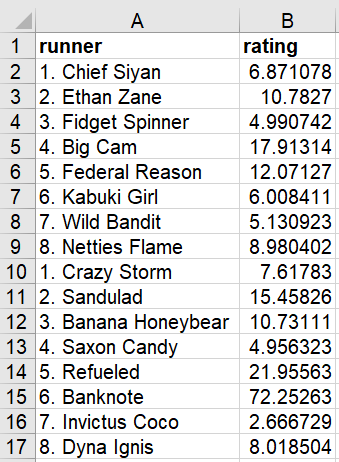 A B
1 runner rating
2 1. Chief Siyan 6.871078
3 2. Ethan Zane 10.7827
4 3. Fidget Spinner 4.990742
5 4. Big Cam 17.91314
6 5. Federal Reason 12.07127
7 6. Kabuki Girl 6.008411
8 7. Wild Bandit 5.130923
9 8. Netties Flame 8.980402
10 1. Crazy Storm 7.61783
11 2. Sandulad 15.45826
12 3. Banana Honeybear 10.73111
13 4. Saxon Candy 4.956323
14 5. Refueled 21.95563
15 6. Banknote 72.25263
16 7. Invictus Coco 2.666729
17 8. Dyna Ignis 8.018504